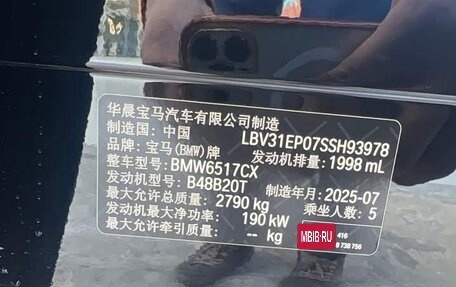 华晨宝马汽车有限公司制造
制造国: 中国 LBV31EP07SSH93978
品牌: 宝马(BMW)牌 发动机排量: 1998 mL
整车型号: BMW6517CX
发动机型号: B48B20T 制造年月: 2025-07
最大允许总质量: 2790 kg 乘坐人数: 5
发动机最大净功率: 190 kW
最大允许牵引质量: -- kg
MBIB.RU
416
8 738 756